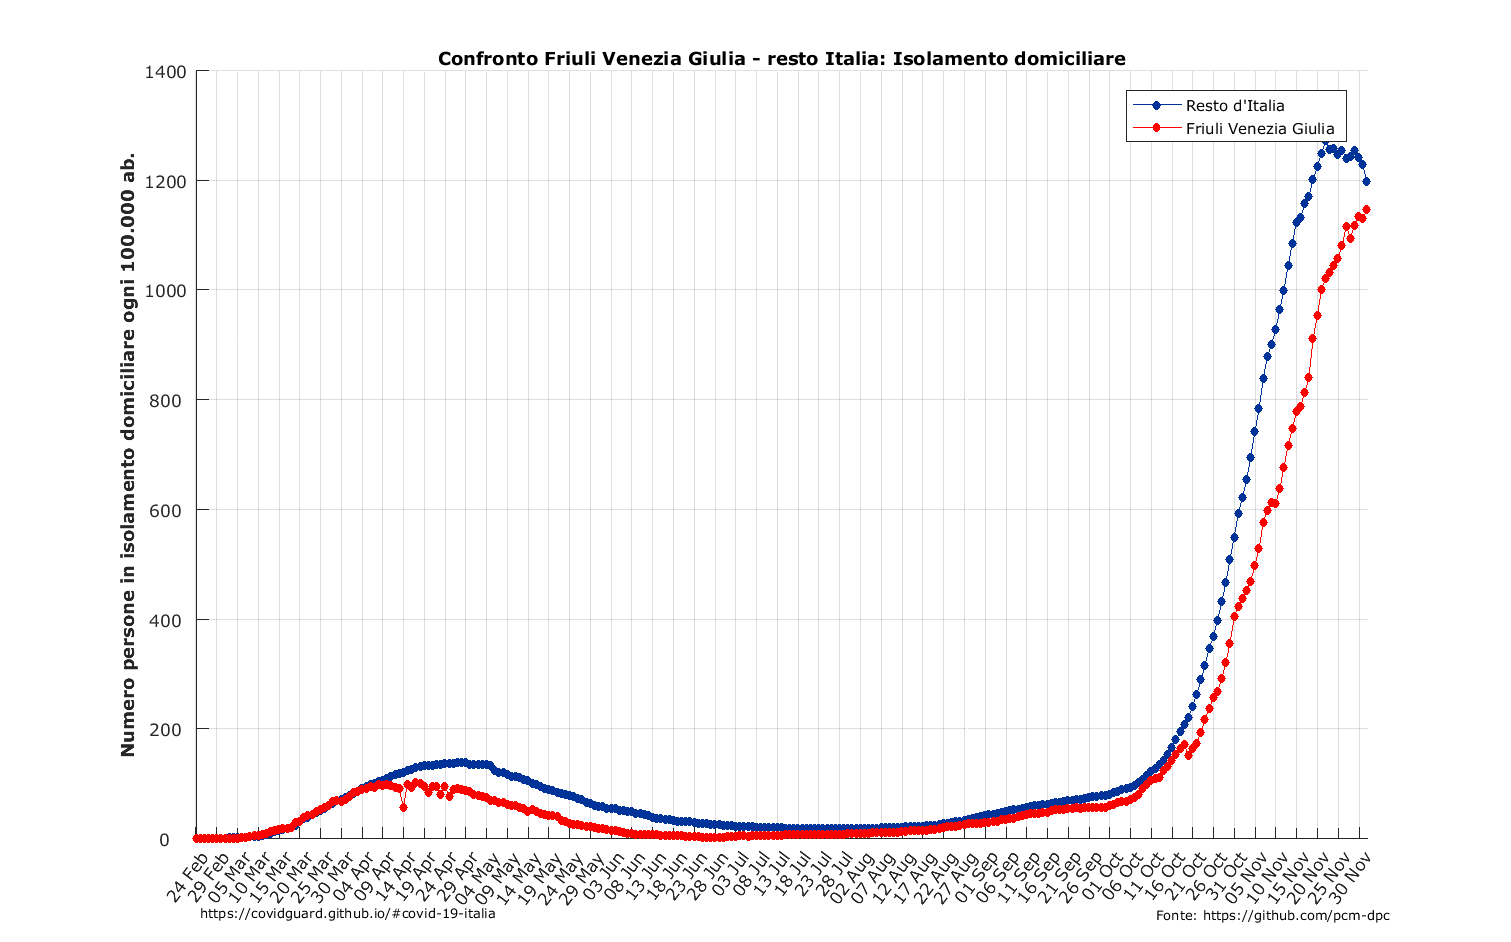 Confronto Friuli Venezia Giulia - resto Italia: Isolamento domiciliare
Numero persone in isolamento domiciliare ogni 100.000 ab.
1400
1200
1000
800
600
400
200
0
Resto d'Italia
Friuli Venezia Giulia
24 Feb
29 Feb
05 Mar
10 Mar
15 Mar
20 Mar
25 Mar
30 Mar
04 Apr
09 Apr
14 Apr
19 Apr
24 Apr
29 Apr
04 May
09 May
14 May
19 May
24 May
29 May
03 Jun
08 Jun
13 Jun
18 Jun
23 Jun
28 Jun
03 Jul
08 Jul
13 Jul
18 Jul
23 Jul
28 Jul
02 Aug
07 Aug
12 Aug
17 Aug
22 Aug
27 Aug
01 Sep
06 Sep
11 Sep
16 Sep
21 Sep
26 Sep
01 Oct
06 Oct
11 Oct
16 Oct
21 Oct
26 Oct
31 Oct
05 Nov
10 Nov
15 Nov
20 Nov
25 Nov
30 Nov
https://covidguard.github.io/#covid-19-italia
Fonte: https://github.com/pcm-dpc